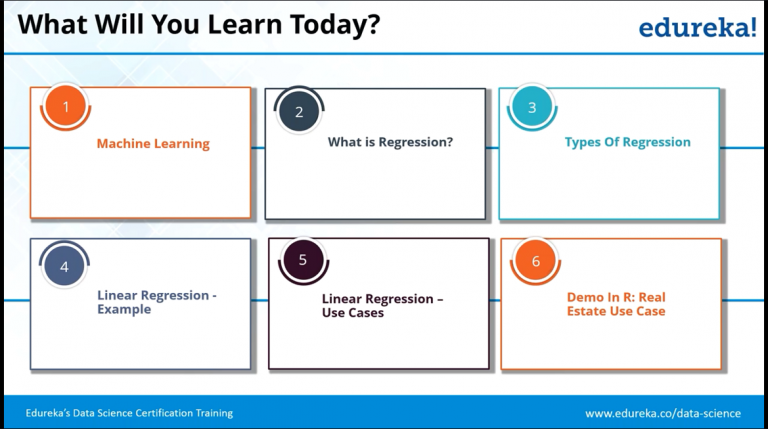 What Will You Learn Today?
edureka!
1
Machine Learning
2
What is Regression?
3
Types Of Regression
4
Linear Regression -
Example
5
Linear Regression –
Use Cases
6
Demo In R: Real
Estate Use Case
Edureka's Data Science Certification Training
www.edureka.co/data-science